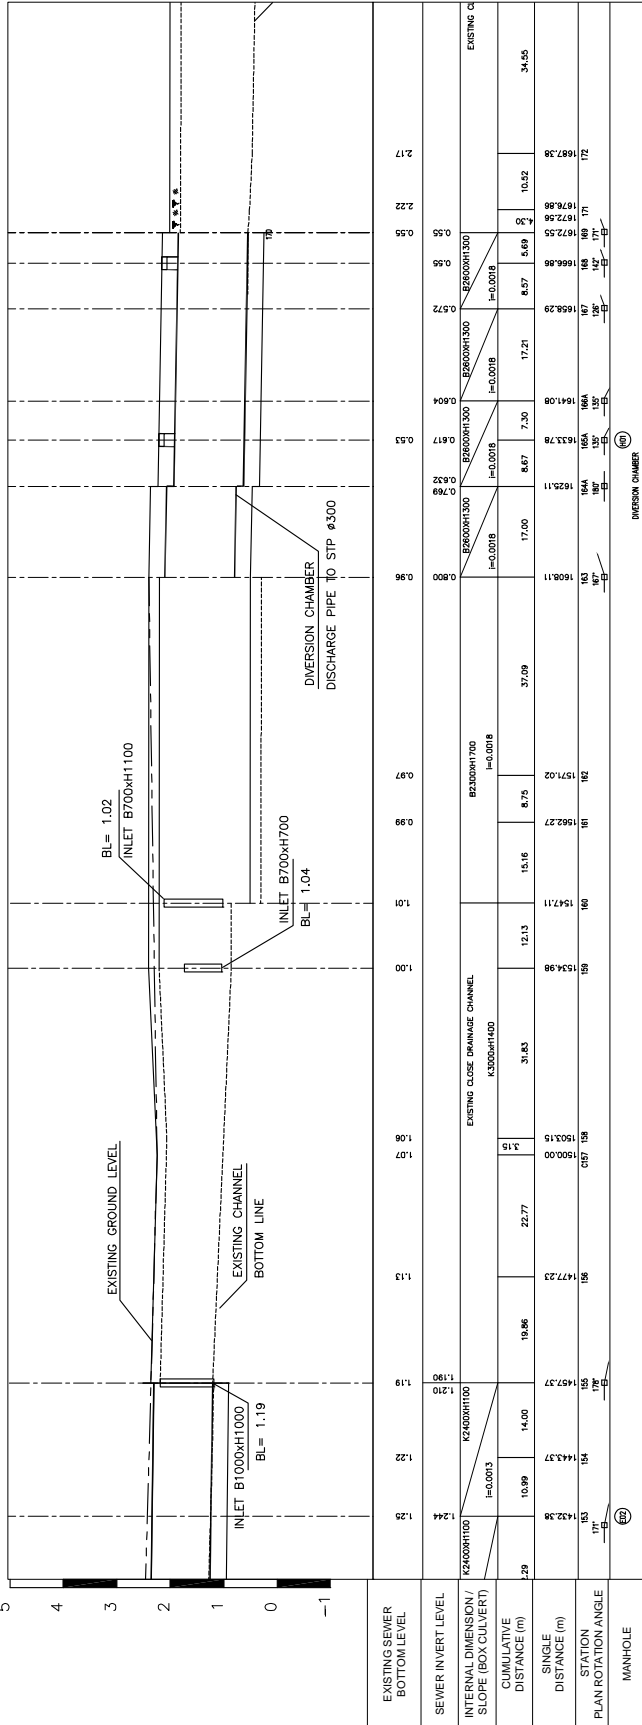 5
4
3
2
1
0
-1
EXISTING GROUND LEVEL
EXISTING CHANNEL
BOTTOM LINE
INLET B1000xH1000
BL= 1.19
BL= 1.02
INLET B700xH1100
INLET B700xH700
BL= 1.04
DIVERSION CHAMBER
DISCHARGE PIPE TO STP ø300
170
EXISTING SEWER
BOTTOM LEVEL
1.25
1.22
1.19
1.13
1.07
1.06
1.00
1.01
0.99
0.97
0.96
0.53
0.55
2.22
2.17
SEWER INVERT LEVEL
1.244
1.210
1.190
0.800
0.769
0.632
0.617
0.604
0.572
0.55
0.55
INTERNAL DIMENSION /
SLOPE (BOX CULVERT)
K2400XH1100
i=0.0013
K2400XH1100
EXISTING CLOSE DRAINAGE CHANNEL
K3000xH1400
B2300XH1700
i=0.0018
B2600XH1300
i=0.0018
B2600XH1300
i=0.0018
B2600XH1300
i=0.0018
B2600XH1300
i=0.0018
CUMULATIVE
DISTANCE (m)
10.99
14.00
19.86
22.77
3.15
31.83
12.13
15.16
8.75
37.09
17.00
8.67
7.30
17.21
8.57
5.69
4.30
10.52
34.55
SINGLE
DISTANCE (m)
1432.38
1443.37
1457.37
1477.23
1500.00
1503.15
1534.98
1547.11
1562.27
1571.02
1608.11
1625.11
1633.78
1641.08
1658.29
1666.86
1672.55
1672.56
1676.86
1687.38
STATION
153
154
155
156
C157
158
159
160
161
162
163
164A
165A
166A
167
168
169
171
172
PLAN ROTATION ANGLE
171°
176°
167°
180°
135°
135°
126°
142°
171°
MANHOLE
E02
H01
DIVERSION CHAMBER